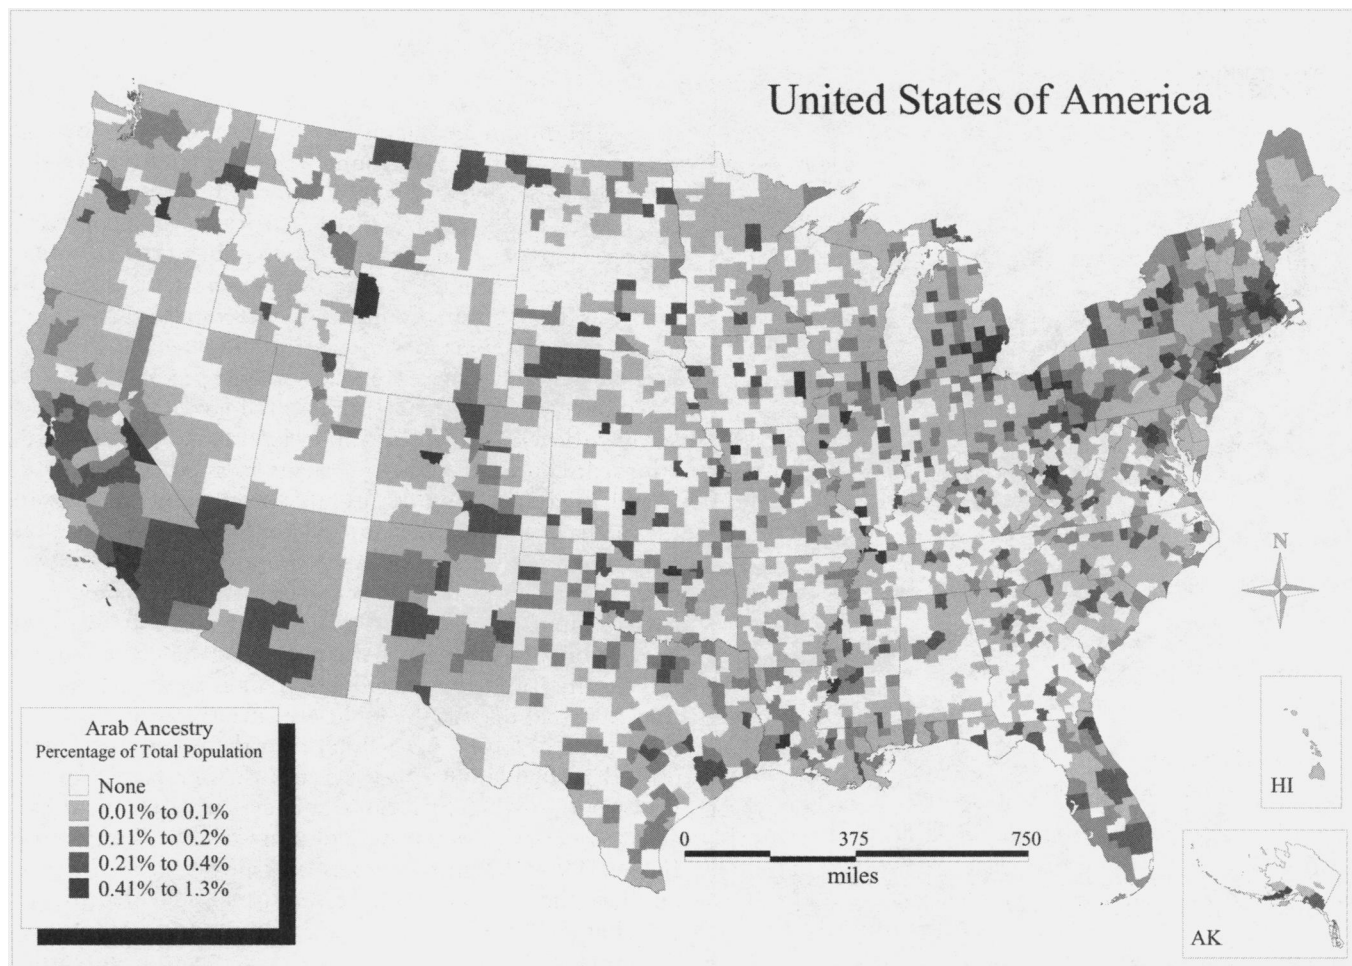 United States of America
N
HI
Arab Ancestry
Percentage of Total Population
None
0.01% to 0.1%
0.11% to 0.2%
0.21% to 0.4%
0.41% to 1.3%
0 375 750
miles
AK